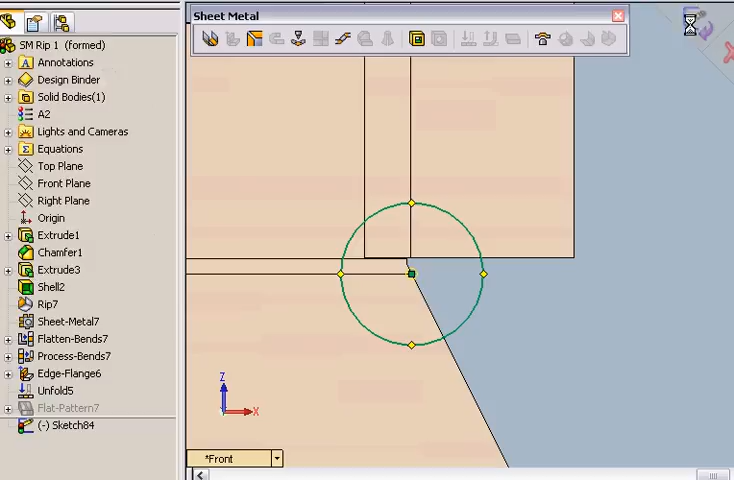 Sheet Metal
SM Rip 1 (formed)
Annotations
Design Binder
Solid Bodies(1)
A2
Lights and Cameras
Equations
Top Plane
Front Plane
Right Plane
Origin
Extrude1
Chamfer1
Extrude3
Shell2
Rip7
Sheet-Metal7
Flatten-Bends7
Process-Bends7
Edge-Flange6
Unfold5
Flat-Pattern7
(-) Sketch84
Z
X
*Front